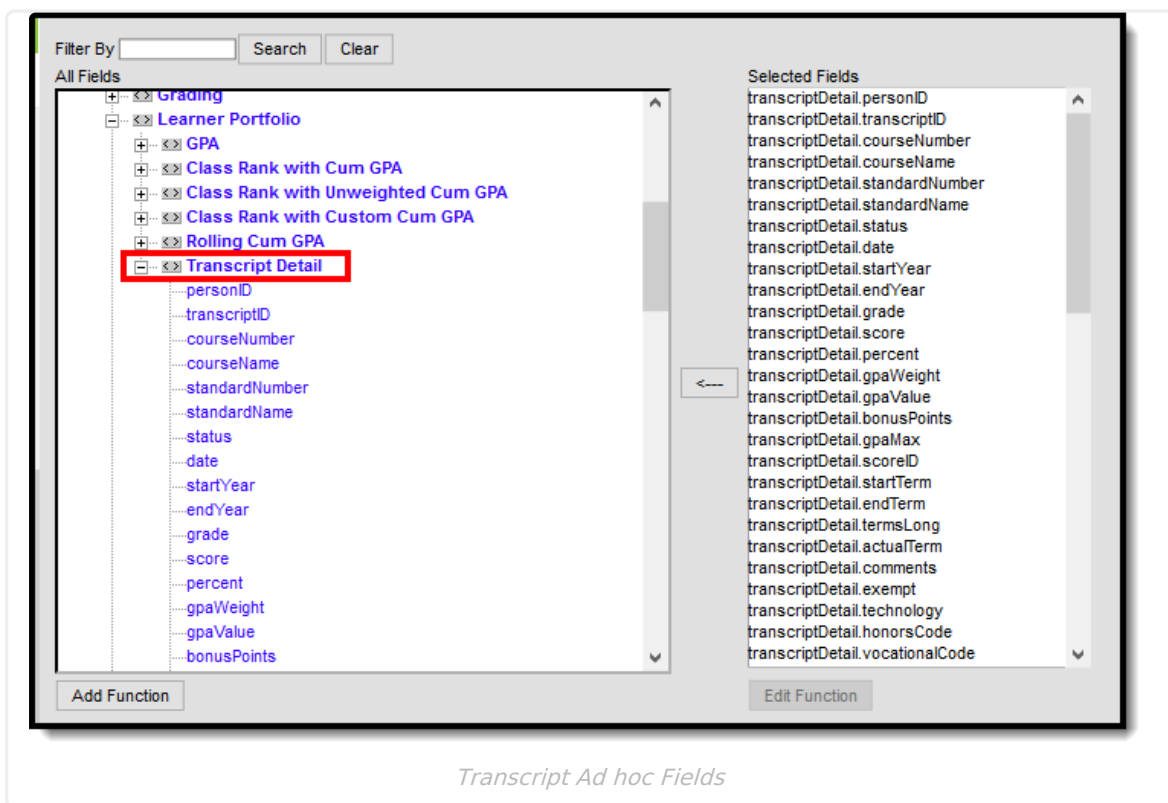 Filter By
Search
Clear
All Fields
Grading
Learner Portfolio
GPA
Class Rank with Cum GPA
Class Rank with Unweighted Cum GPA
Class Rank with Custom Cum GPA
Rolling Cum GPA
Transcript Detail
personID
transcriptID
courseNumber
courseName
standardNumber
standardName
status
date
startYear
endYear
grade
score
percent
gpaWeight
gpaValue
bonusPoints
Add Function
<---
Selected Fields
transcriptDetail.personID
transcriptDetail.transcriptID
transcriptDetail.courseNumber
transcriptDetail.courseName
transcriptDetail.standardNumber
transcriptDetail.standardName
transcriptDetail.status
transcriptDetail.date
transcriptDetail.startYear
transcriptDetail.endYear
transcriptDetail.grade
transcriptDetail.score
transcriptDetail.percent
transcriptDetail.gpaWeight
transcriptDetail.gpaValue
transcriptDetail.bonusPoints
transcriptDetail.gpaMax
transcriptDetail.scoreID
transcriptDetail.startTerm
transcriptDetail.endTerm
transcriptDetail.termsLong
transcriptDetail.actualTerm
transcriptDetail.comments
transcriptDetail.exempt
transcriptDetail.technology
transcriptDetail.honorsCode
transcriptDetail.vocationalCode
Edit Function
Transcript Ad hoc Fields